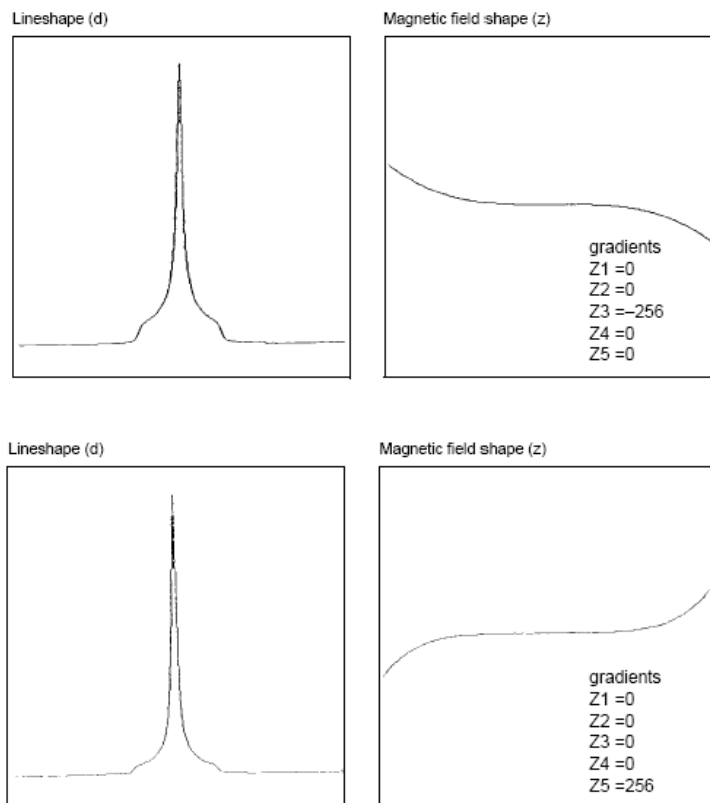 Lineshape (d)
Magnetic field shape (z)
gradients
Z1 =0
Z2 =0
Z3 =–256
Z4 =0
Z5 =0
Lineshape (d)
Magnetic field shape (z)
gradients
Z1 =0
Z2 =0
Z3 =0
Z4 =0
Z5 =256